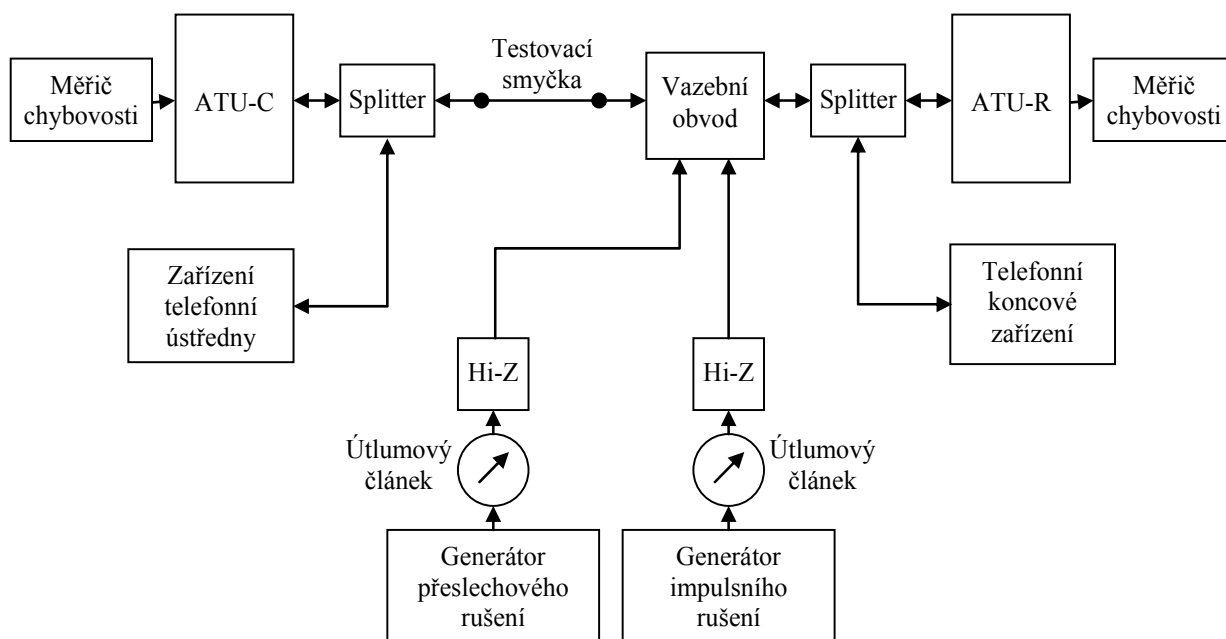 Měřič
chybovosti
ATU-C
Splitter
Testovací
smyčka
Vazební
obvod
Splitter
ATU-R
Měřič
chybovosti
Zařízení
telefonní
ústředny
Telefonní
koncové
zařízení
Hi-Z
Hi-Z
Útlumový
článek
Útlumový
článek
Generátor
přeslechového
rušení
Generátor
impulsního
rušení